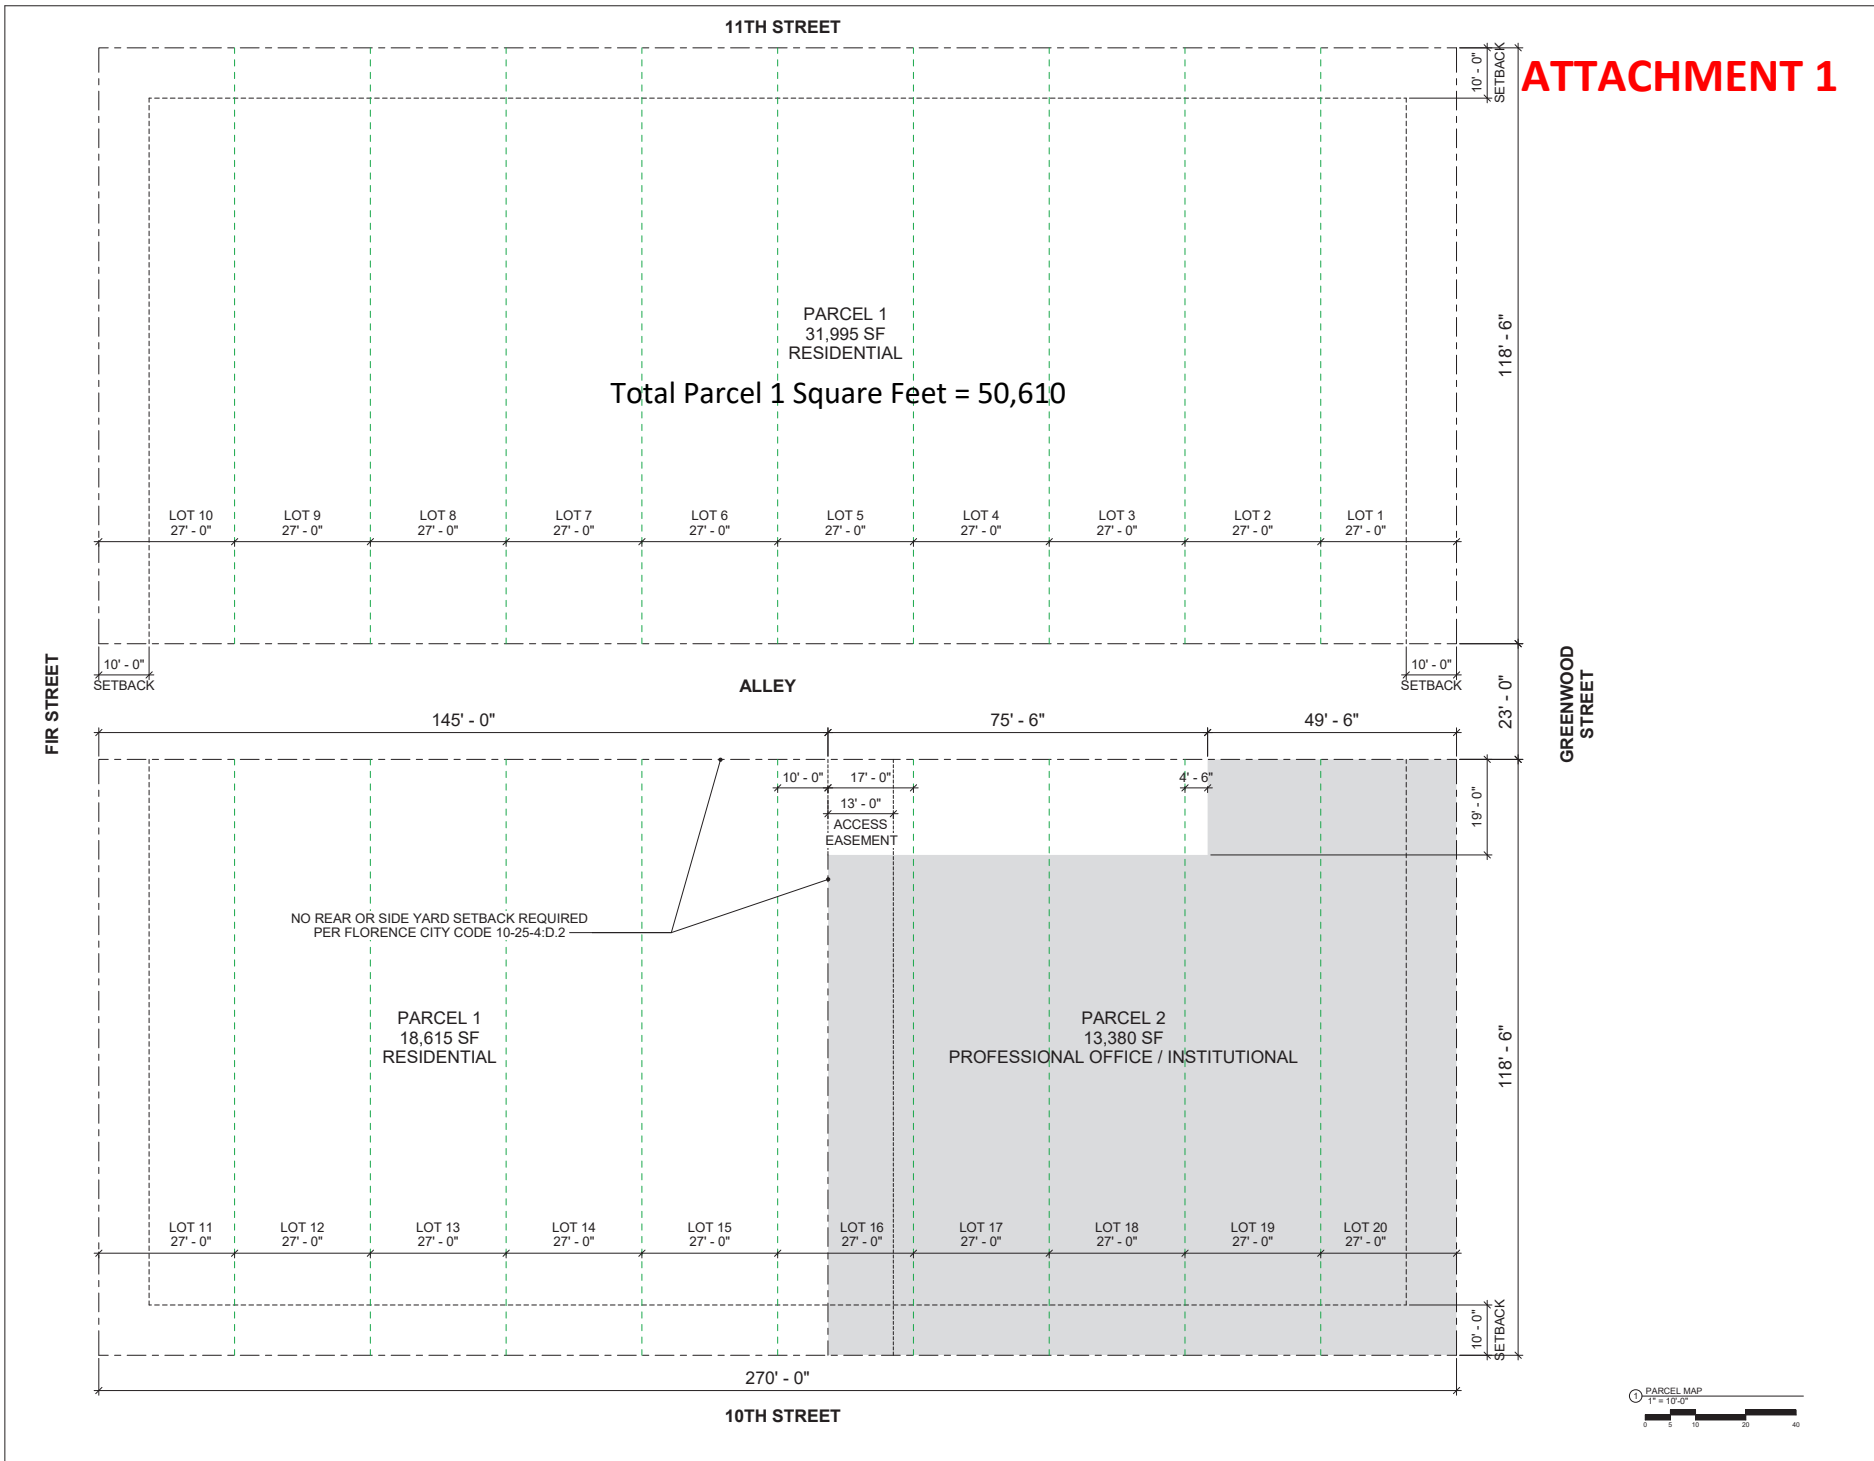 11TH STREET
ATTACHMENT 1
10' - 0"
SETBACK
PARCEL 1
31,995 SF
RESIDENTIAL
Total Parcel 1 Square Feet = 50,610
118' - 6"
LOT 10
27' - 0"
LOT 9
27' - 0"
LOT 8
27' - 0"
LOT 7
27' - 0"
LOT 6
27' - 0"
LOT 5
27' - 0"
LOT 4
27' - 0"
LOT 3
27' - 0"
LOT 2
27' - 0"
LOT 1
27' - 0"
FIR STREET
10' - 0"
SETBACK
ALLEY
10' - 0"
SETBACK
23' - 0"
GREENWOOD
STREET
145' - 0"
75' - 6"
49' - 6"
10' - 0"
17' - 0"
4' - 6"
13' - 0"
ACCESS
EASEMENT
19' - 0"
NO REAR OR SIDE YARD SETBACK REQUIRED
PER FLORENCE CITY CODE 10-25-4:D.2
PARCEL 1
18,615 SF
RESIDENTIAL
PARCEL 2
13,380 SF
PROFESSIONAL OFFICE / INSTITUTIONAL
118' - 6"
LOT 11
27' - 0"
LOT 12
27' - 0"
LOT 13
27' - 0"
LOT 14
27' - 0"
LOT 15
27' - 0"
LOT 16
27' - 0"
LOT 17
27' - 0"
LOT 18
27' - 0"
LOT 19
27' - 0"
LOT 20
27' - 0"
10' - 0"
SETBACK
270' - 0"
10TH STREET
1 PARCEL MAP
1" = 10'-0"
0 5 10 20 40